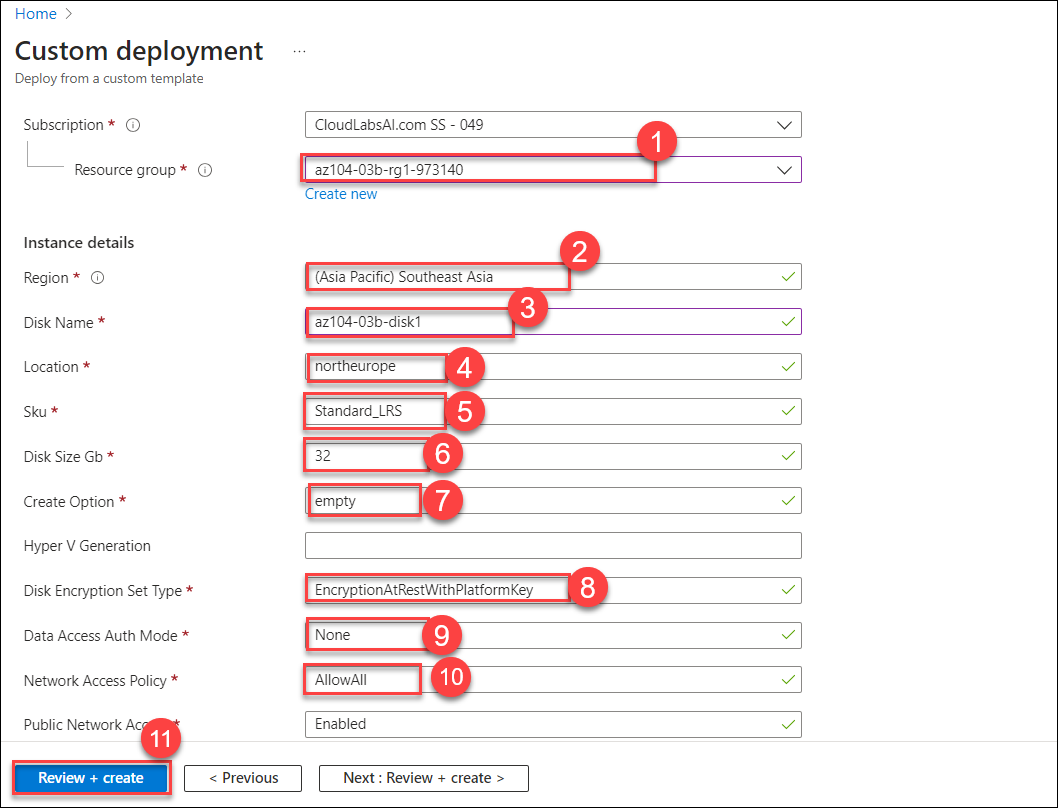 Home >
Custom deployment ...
Deploy from a custom template
Subscription *
CloudLabsAI.com SS - 049
1
Resource group *
az104-03b-rg1-973140
Create new
Instance details
2
Region *
(Asia Pacific) Southeast Asia
3
Disk Name *
az104-03b-disk1
Location *
northeurope
4
Sku *
Standard_LRS
5
Disk Size Gb *
32
6
Create Option *
empty
7
Hyper V Generation
Disk Encryption Set Type *
EncryptionAtRestWithPlatformKey
8
Data Access Auth Mode *
None
9
Network Access Policy *
AllowAll
10
Public Network *
Enabled
11
Review + create
< Previous
Next : Review + create >